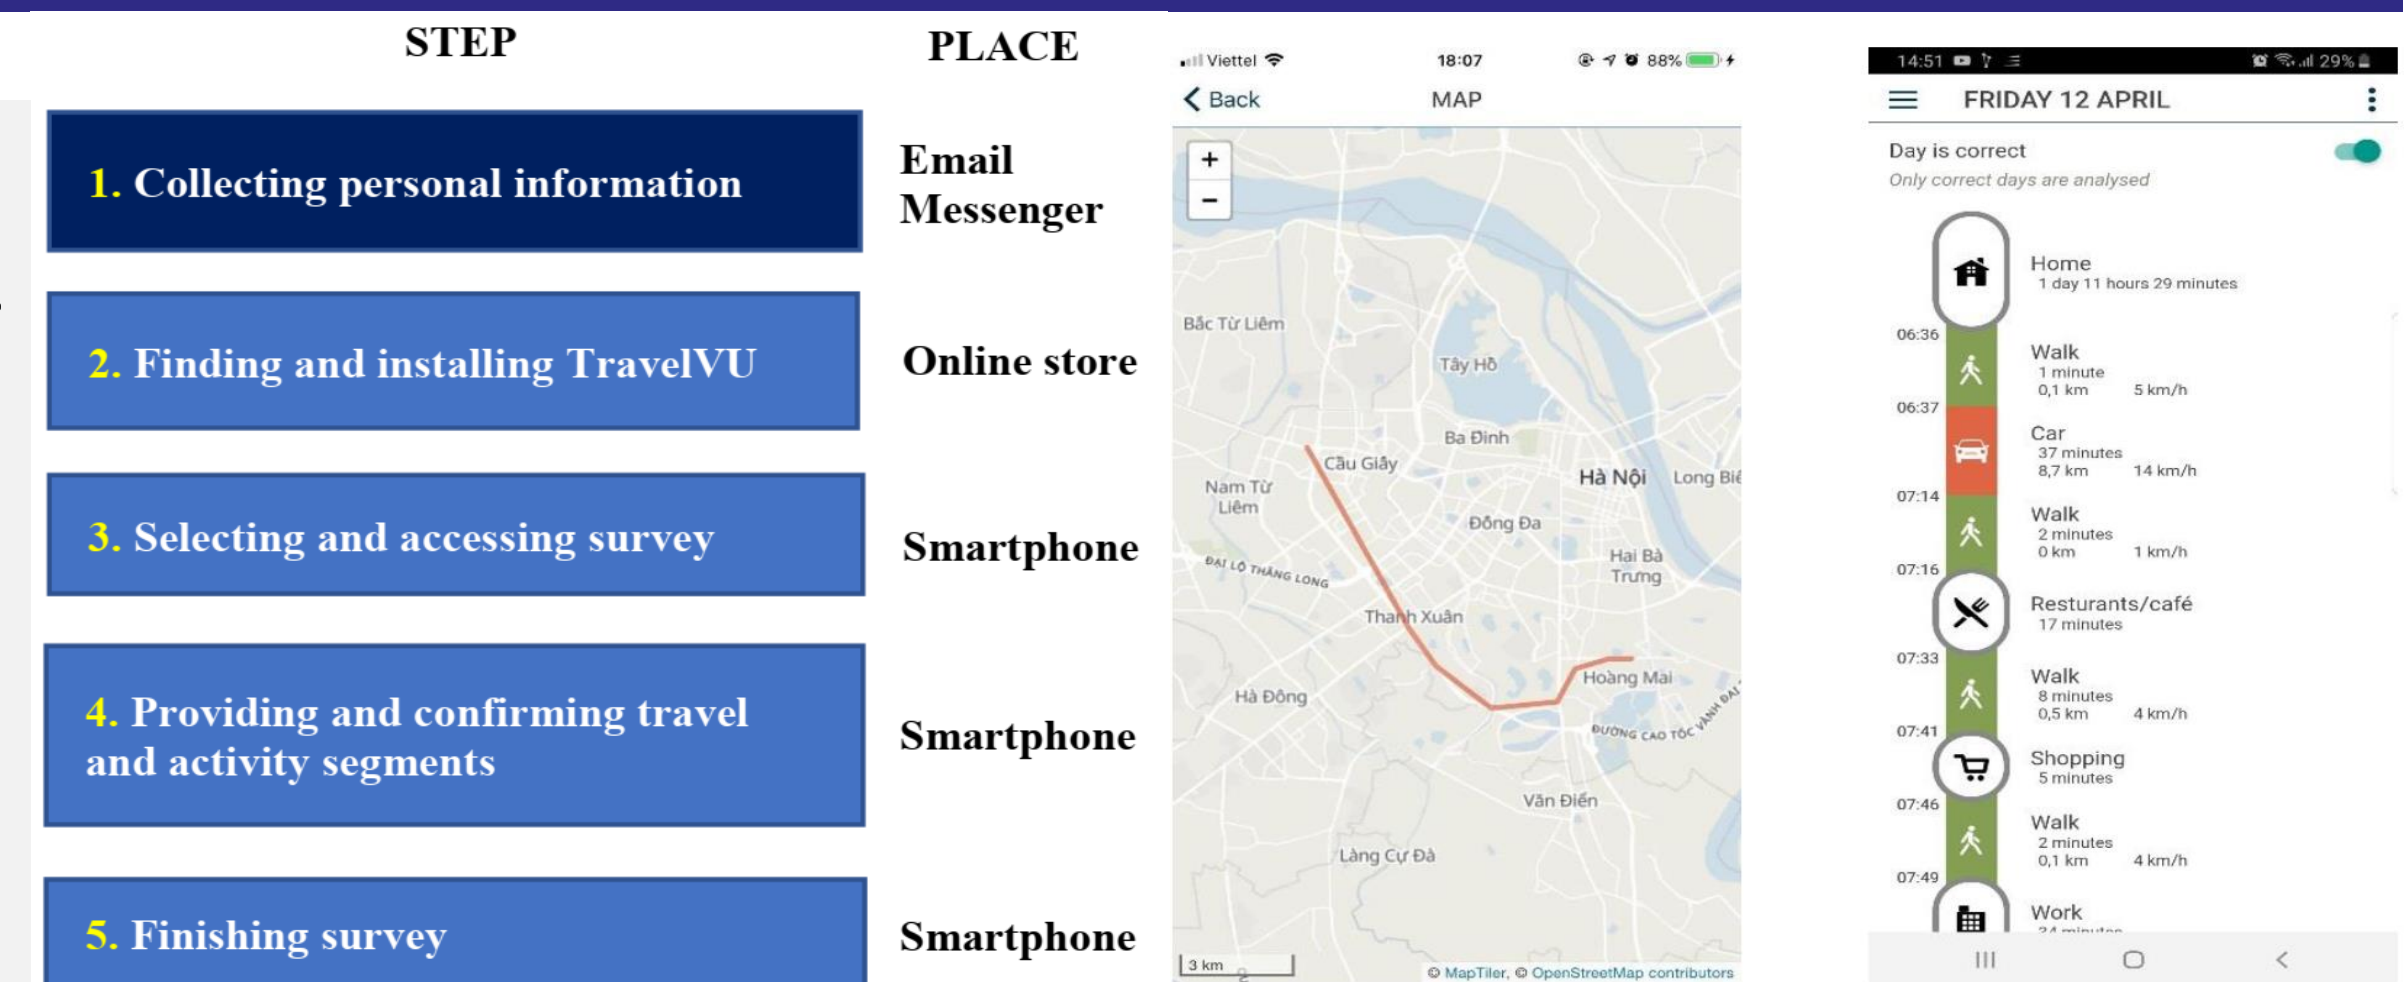 STEP
PLACE
1. Collecting personal information
Email
Messenger
2. Finding and installing TravelVU
Online store
3. Selecting and accessing survey
Smartphone
4. Providing and confirming travel
and activity segments
Smartphone
5. Finishing survey
Smartphone
Viettel
18:07
88%
Back
MAP
+
−
Bắc Từ Liêm
Tây Hồ
Ba Đình
Cầu Giấy
Hà Nội
Long Biê
Nam Từ
Liêm
Đống Đa
Hai Bà
Trưng
ĐẠI LỘ THĂNG LONG
Thanh Xuân
Hoàng Mai
Hà Đông
ĐƯỜNG CAO TỐC VÀNH ĐAI
Văn Điển
Làng Cự Đà
3 km
© MapTiler, © OpenStreetMap contributors
14:51
29%
FRIDAY 12 APRIL
Day is correct
Only correct days are analysed
Home
1 day 11 hours 29 minutes
06:36
Walk
1 minute
0,1 km 5 km/h
06:37
Car
37 minutes
8,7 km 14 km/h
07:14
Walk
2 minutes
0 km 1 km/h
07:16
Resturants/café
17 minutes
07:33
Walk
8 minutes
0,5 km 4 km/h
07:41
Shopping
5 minutes
07:46
Walk
2 minutes
0,1 km 4 km/h
07:49
Work
34 minutes